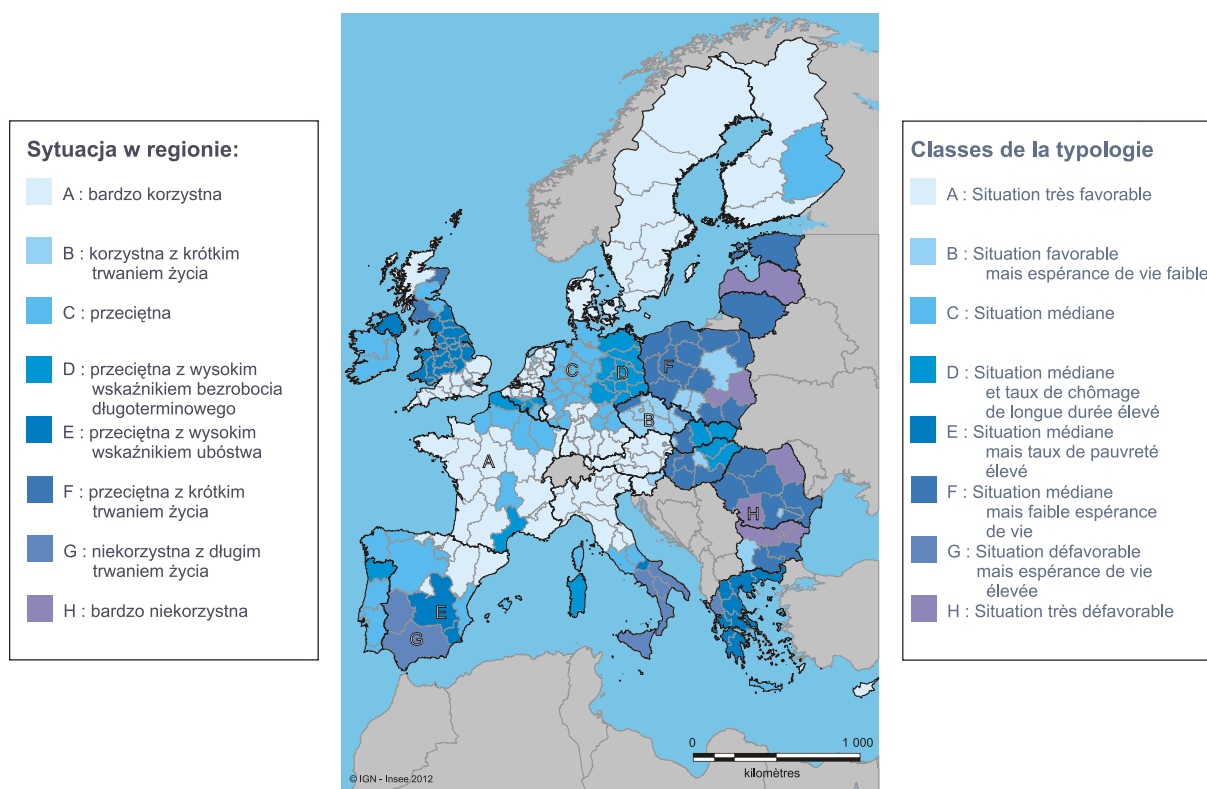 Sytuacja w regionie:
A : bardzo korzystna
B : korzystna z krótkim
trwaniem życia
C : przeciętna
D : przeciętna z wysokim
wskaźnikiem bezrobocia
długoterminowego
E : przeciętna z wysokim
wskaźnikiem ubóstwa
F : przeciętna z krótkim
trwaniem życia
G : niekorzystna z długim
trwaniem życia
H : bardzo niekorzystna
C
D
F
B
A
H
E
G
0 1 000
kilomètres
© IGN - Insee 2012
Classes de la typologie
A : Situation très favorable
B : Situation favorable
mais espérance de vie faible
C : Situation médiane
D : Situation médiane
et taux de chômage
de longue durée élevé
E : Situation médiane
mais taux de pauvreté
élevé
F : Situation médiane
mais faible espérance
de vie
G : Situation défavorable
mais espérance de vie
élevée
H : Situation très défavorable